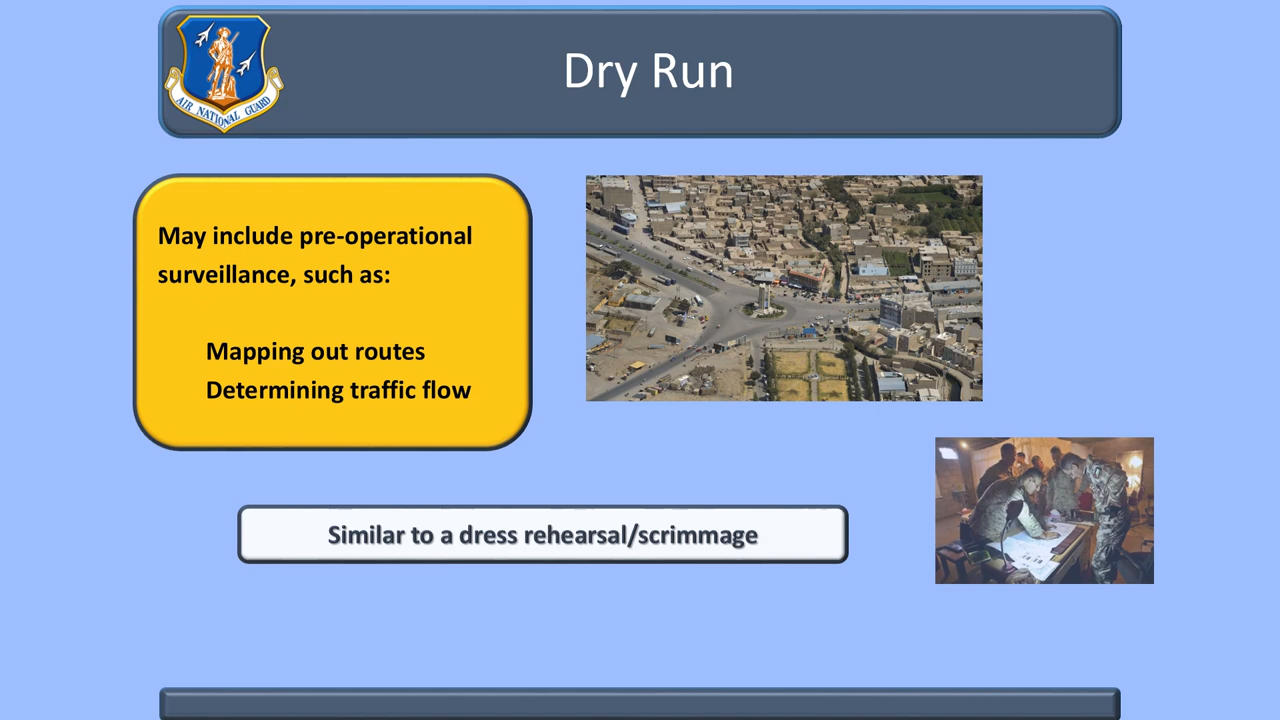 AIR NATIONAL GUARD
Dry Run
May include pre-operational
surveillance, such as:
Mapping out routes
Determining traffic flow
Similar to a dress rehearsal/scrimmage